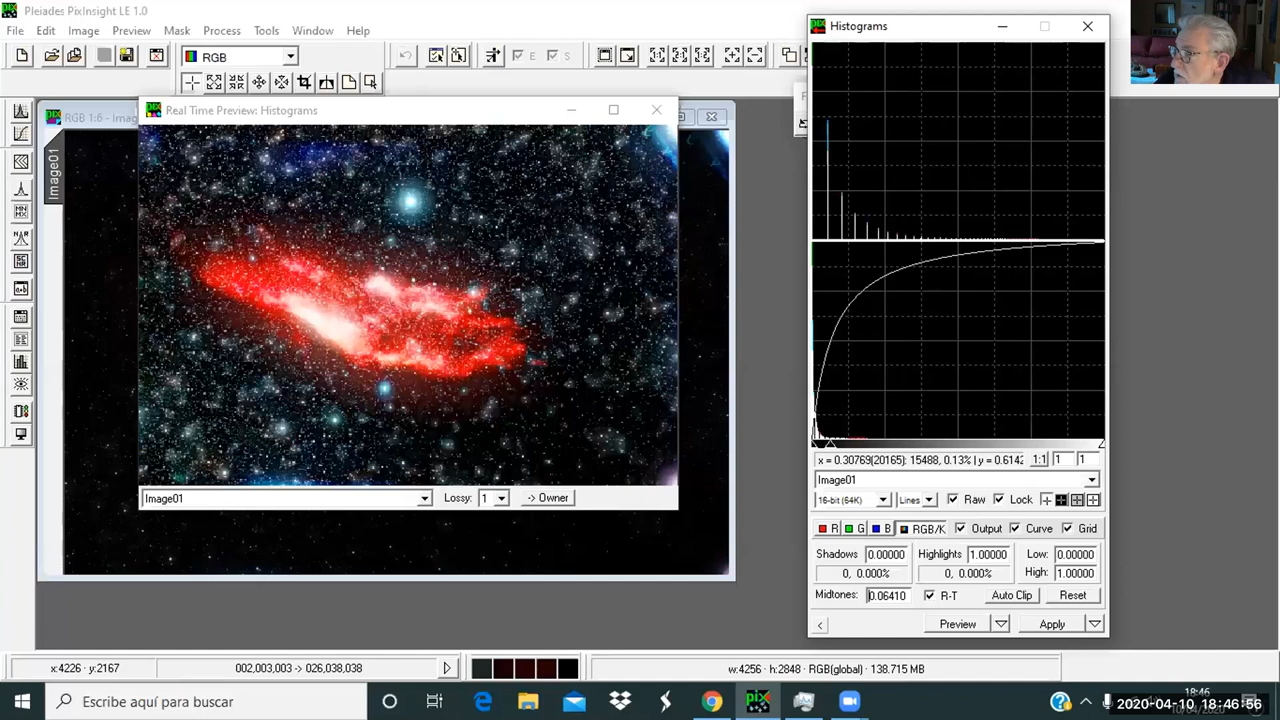 Pleiades PixInsight LE 1.0
File Edit Image Preview Mask Process Tools Window Help
RGB
E S
Histograms
RGB 1:6 - Imag
Real Time Preview: Histograms
Image01
x = 0.30769(20165): 15488, 0.13% | y = 0.6142 1:1 1 1
Image01
16-bit (64K) Lines Raw Lock
R G B RGB/K Output Curve Grid
Shadows 0.00000 Highlights 1.00000 Low: 0.00000
0, 0.000% 0, 0.000% High: 1.00000
Midtones: 0.06410 R-T Auto Clip Reset
< Preview Apply
Image01 Lossy: 1 -> Owner
x:4226 · y:2167 002,003,003 -> 026,038,038 w:4256 · h:2848 · RGB(global) · 138.715 MB
Escribe aquí para buscar
18:46
2020-04-10 18:46:56